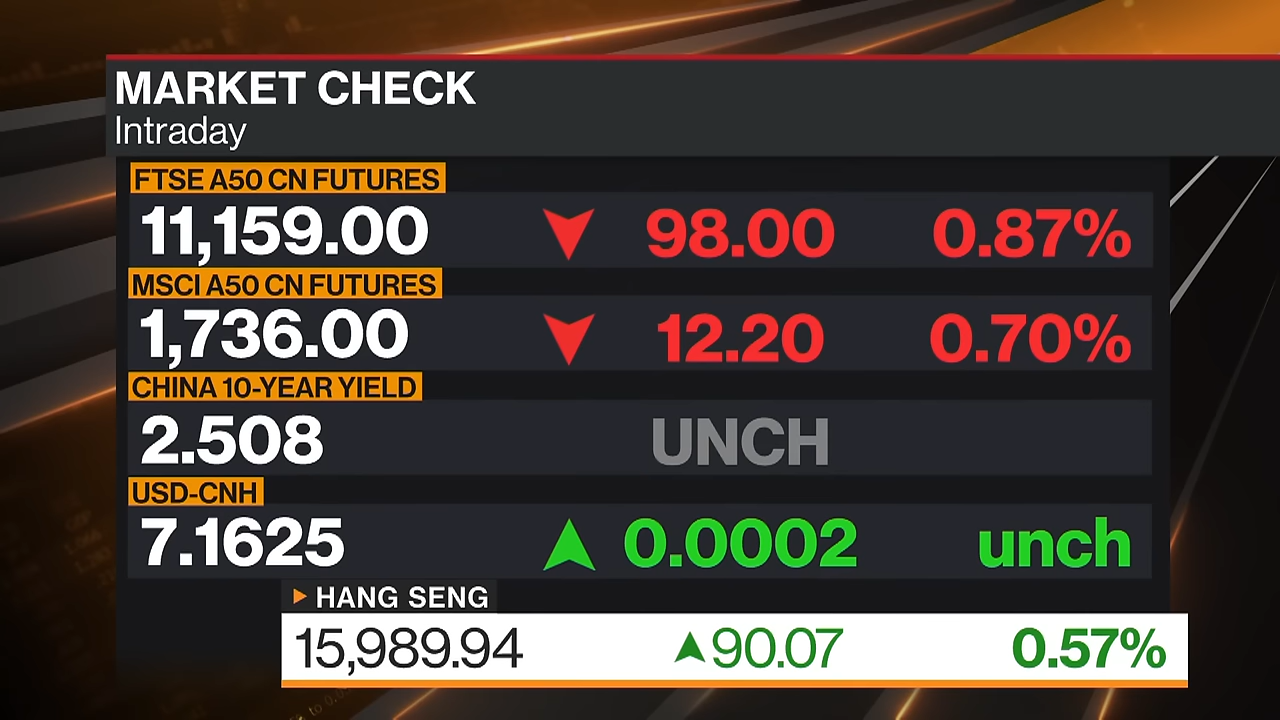 MARKET CHECK
Intraday
FTSE A50 CN FUTURES
11,159.00 ▼ 98.00 0.87%
MSCI A50 CN FUTURES
1,736.00 ▼ 12.20 0.70%
CHINA 10-YEAR YIELD
2.508 UNCH
USD-CNH
7.1625 ▲ 0.0002 unch
HANG SENG
15,989.94 ▲90.07 0.57%